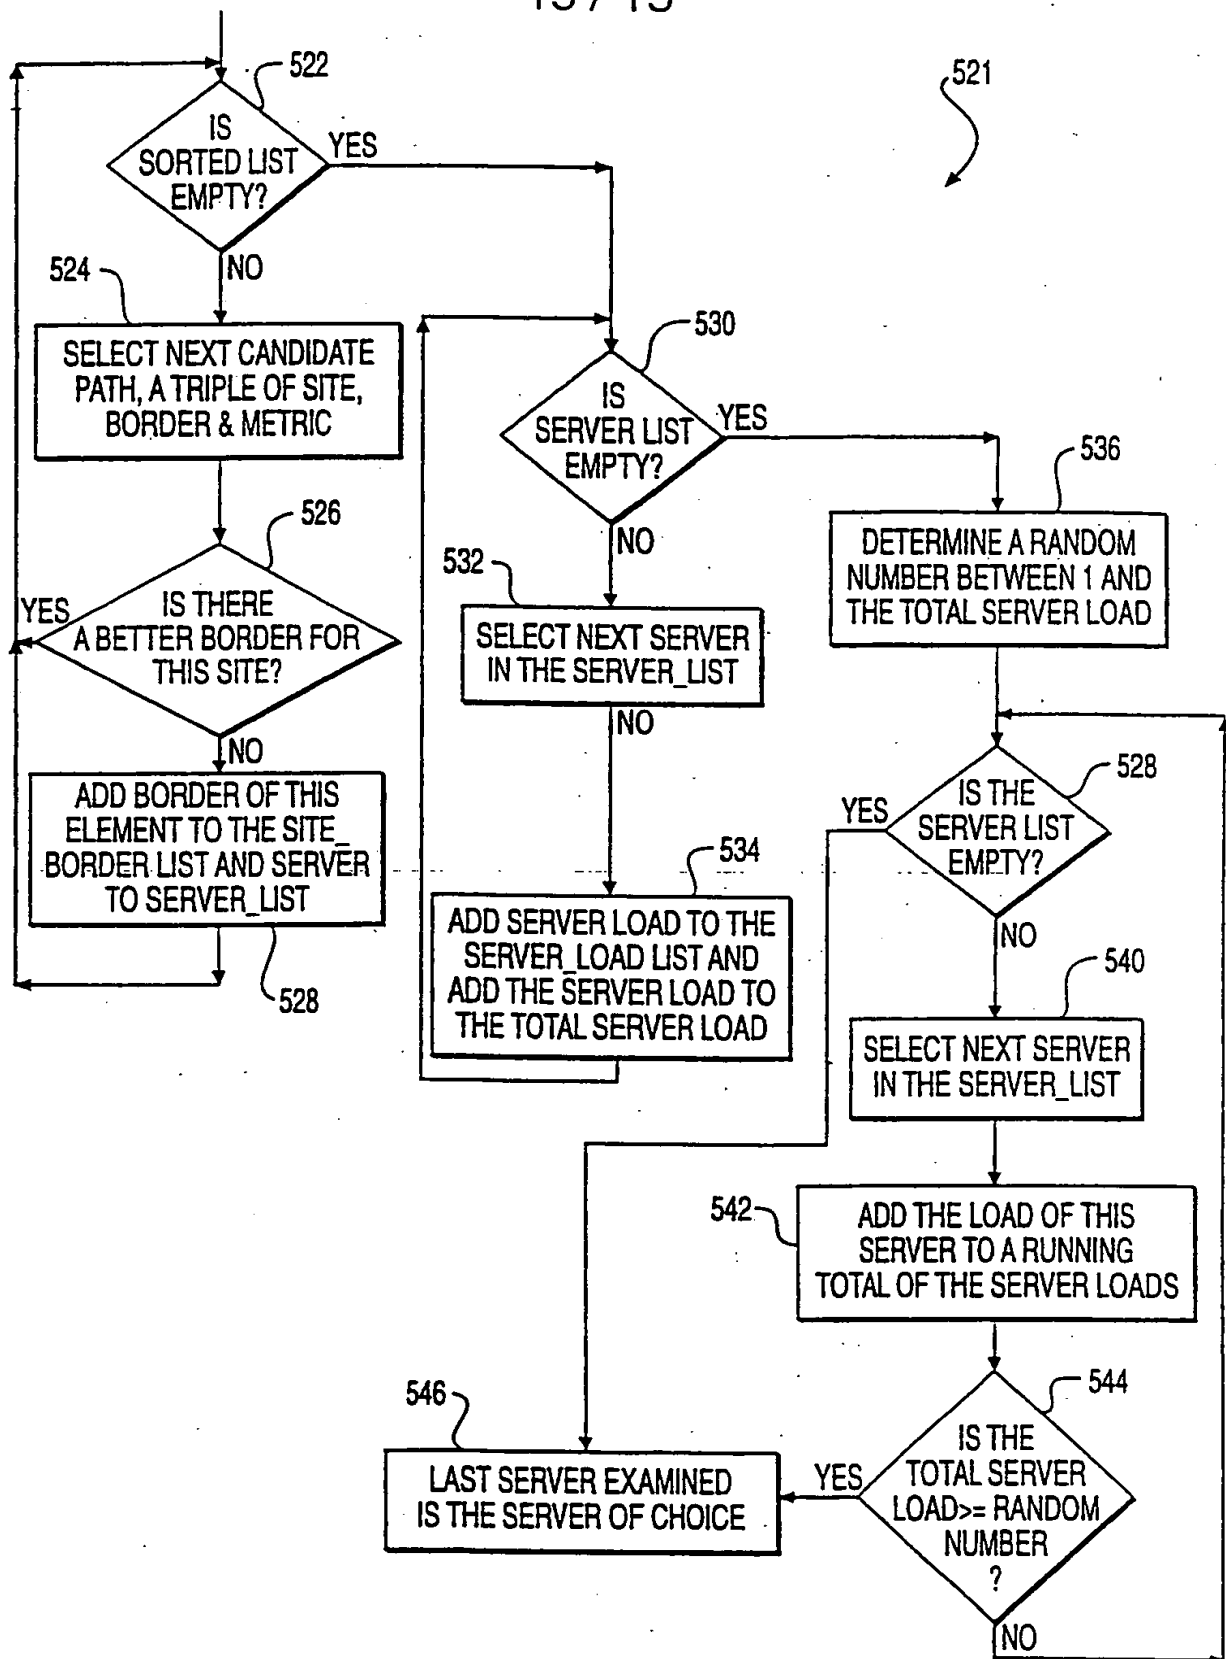 15 / 15
522
521
IS
SORTED LIST
EMPTY?
YES
NO
524
SELECT NEXT CANDIDATE
PATH, A TRIPLE OF SITE,
BORDER & METRIC
526
IS THERE
A BETTER BORDER FOR
THIS SITE?
YES
NO
ADD BORDER OF THIS
ELEMENT TO THE SITE_
BORDER LIST AND SERVER
TO SERVER_LIST
528
530
IS
SERVER LIST
EMPTY?
YES
NO
532
SELECT NEXT SERVER
IN THE SERVER_LIST
NO
534
ADD SERVER LOAD TO THE
SERVER_LOAD LIST AND
ADD THE SERVER LOAD TO
THE TOTAL SERVER LOAD
536
DETERMINE A RANDOM
NUMBER BETWEEN 1 AND
THE TOTAL SERVER LOAD
528
IS THE
SERVER LIST
EMPTY?
YES
NO
540
SELECT NEXT SERVER
IN THE SERVER_LIST
542
ADD THE LOAD OF THIS
SERVER TO A RUNNING
TOTAL OF THE SERVER LOADS
544
IS THE
TOTAL SERVER
LOAD>= RANDOM
NUMBER
?
YES
NO
546
LAST SERVER EXAMINED
IS THE SERVER OF CHOICE